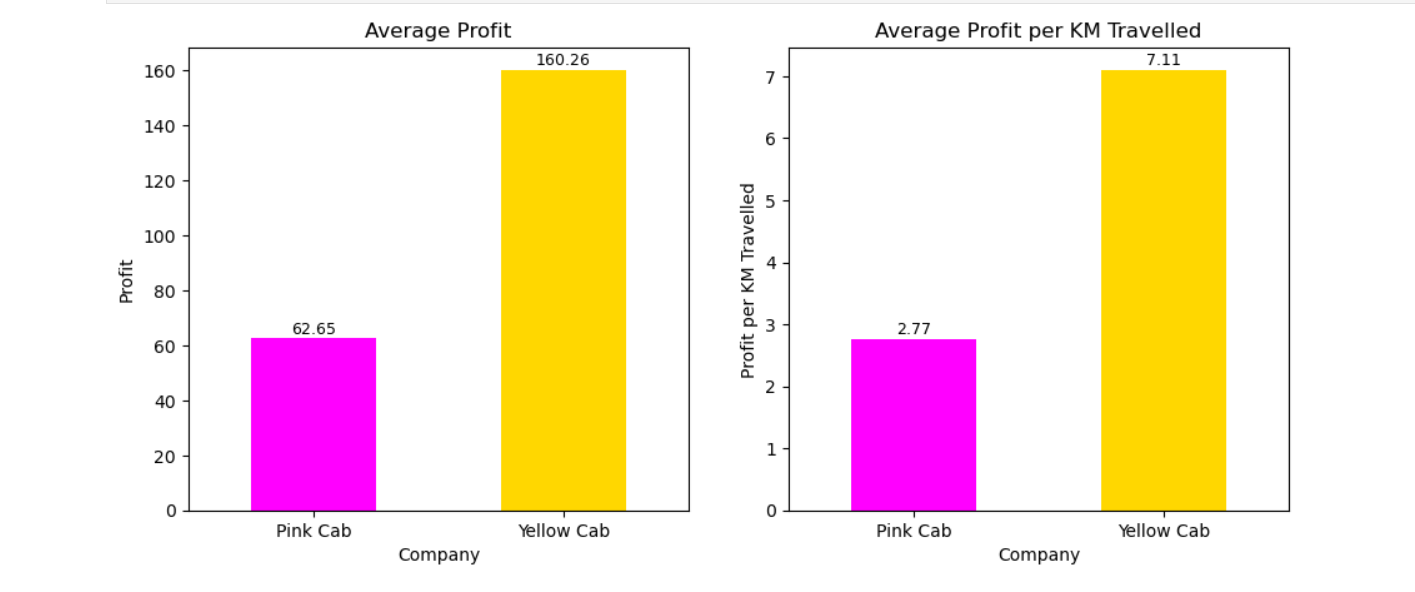 Average Profit
160
140
120
100
80
60
40
20
0
Profit
62.65
160.26
Pink Cab
Yellow Cab
Company
Average Profit per KM Travelled
7
6
5
4
3
2
1
0
Profit per KM Travelled
2.77
7.11
Pink Cab
Yellow Cab
Company